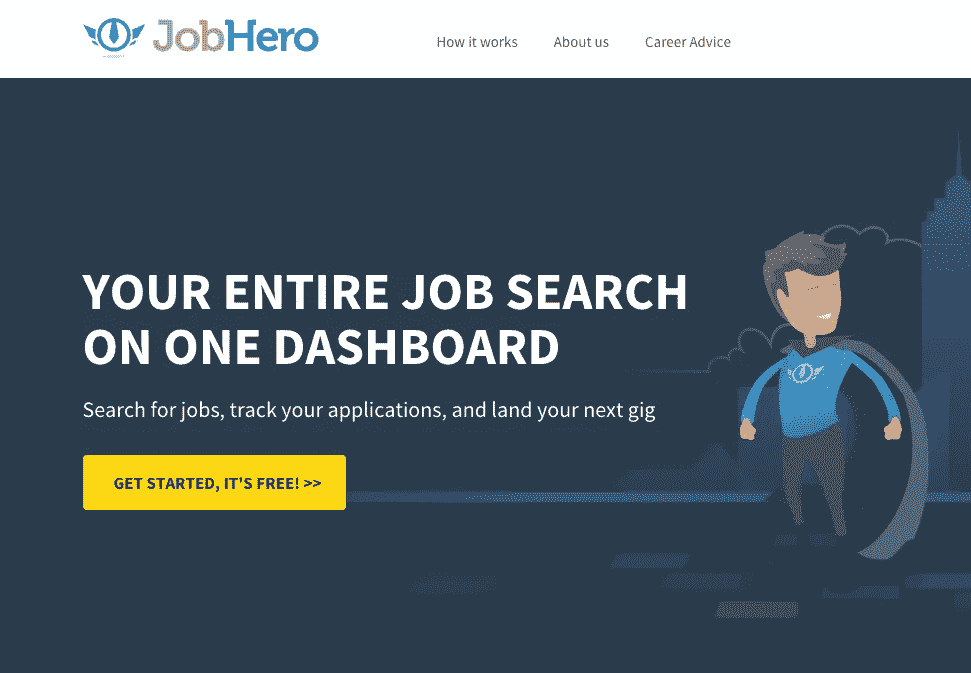 JobHero
How it works
About us
Career Advice
YOUR ENTIRE JOB SEARCH
ON ONE DASHBOARD
Search for jobs, track your applications, and land your next gig
GET STARTED, IT'S FREE! >>